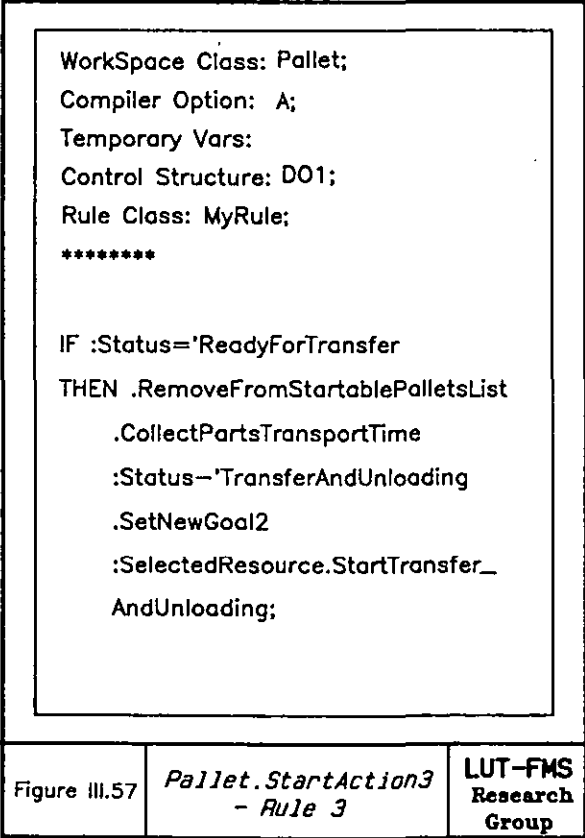 WorkSpace Class: Pallet;
Compiler Option: A;
Temporary Vars:
Control Structure: DO1;
Rule Class: MyRule;
********
IF :Status='ReadyForTransfer
THEN .RemoveFromStartablePalletsList
.CollectPartsTransportTime
:Status—'TransferAndUnloading
.SetNewGoal2
:SelectedResource.StartTransfer_
AndUnloading;
Figure III.57
Pallet.StartAction3
- Rule 3
LUT-FMS
Research
Group